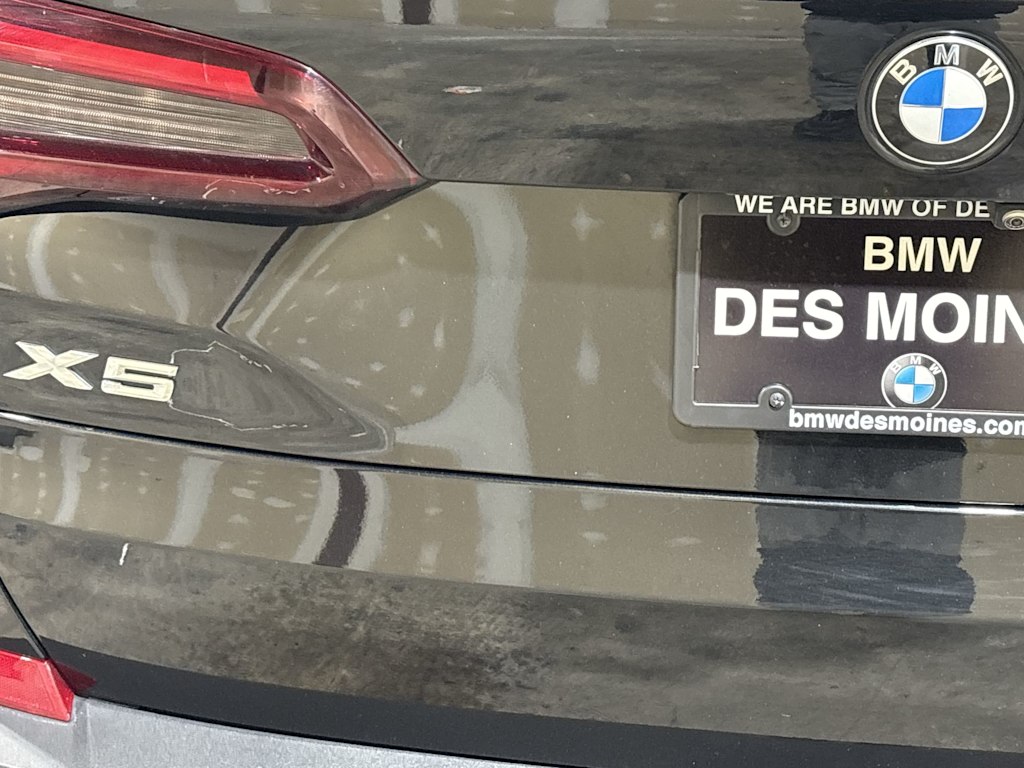 BMW
WE ARE BMW OF DE
BMW
DES MOIN
BMW
bmwdesmoines.com
X5